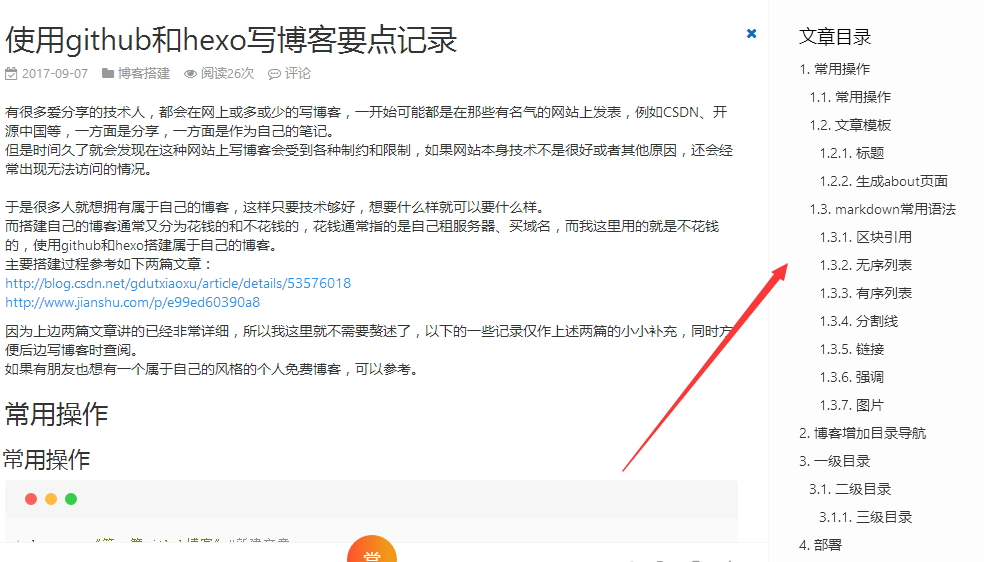 使用github和hexo写博客要点记录
2017-09-07 博客搭建 阅读26次 评论
有很多爱分享的技术人，都会在网上或多或少的写博客，一开始可能都是在那些有名气的网站上发表，例如CSDN、开
源中国等，一方面是分享，一方面是作为自己的笔记。
但是时间久了就会发现在这种网站上写博客会受到各种制约和限制，如果网站本身技术不是很好或者其他原因，还会经
常出现无法访问的情况。
于是很多人就想拥有属于自己的博客，这样只要技术够好，想要什么样就可以要什么样。
而搭建自己的博客通常又分为花钱的和不花钱的，花钱通常指的是自己租服务器、买域名，而我这里用的就是不花钱
的，使用github和hexo搭建属于自己的博客。
主要搭建过程参考如下两篇文章：
http://blog.csdn.net/gdutxiaoxu/article/details/53576018
http://www.jianshu.com/p/e99ed60390a8
因为上边两篇文章讲的已经非常详细，所以我这里就不需要赘述了，以下的一些记录仅作上述两篇的小小补充，同时方
便后边写博客时查阅。
如果有朋友也想有一个属于自己的风格的个人免费博客，可以参考。
常用操作
常用操作
赏
文章目录
1. 常用操作
1.1. 常用操作
1.2. 文章模板
1.2.1. 标题
1.2.2. 生成about页面
1.3. markdown常用语法
1.3.1. 区块引用
1.3.2. 无序列表
1.3.3. 有序列表
1.3.4. 分割线
1.3.5. 链接
1.3.6. 强调
1.3.7. 图片
2. 博客增加目录导航
3. 一级目录
3.1. 二级目录
3.1.1. 三级目录
4. 部署